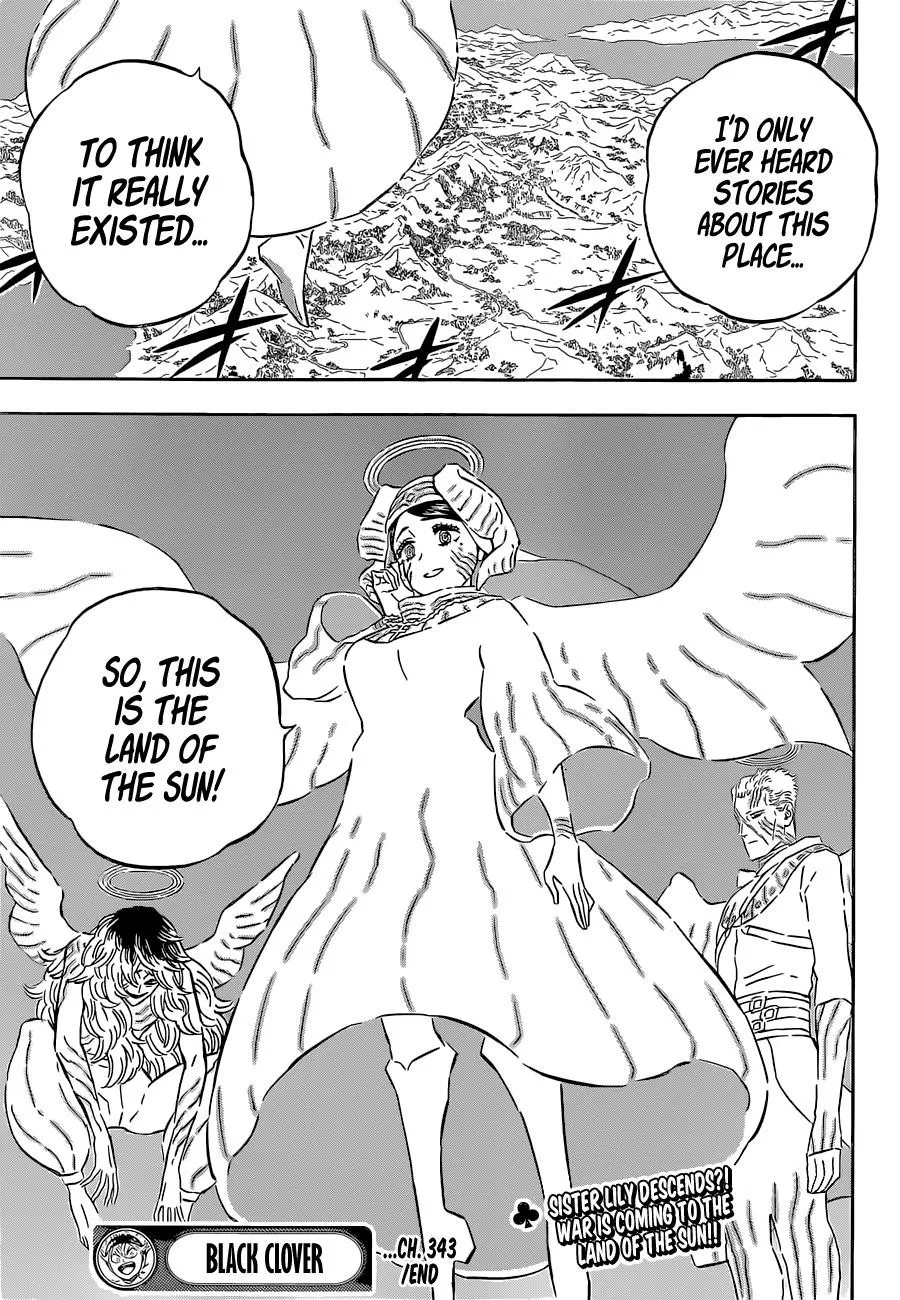 I'D ONLY
EVER HEARD
STORIES
ABOUT THIS
PLACE...
TO THINK
IT REALLY
EXISTED...
SO, THIS
IS THE
LAND OF
THE SUN!
SISTER LILY DESCENDS?!
WAR IS COMING TO THE
LAND OF THE SUN!!
BLACK CLOVER
...CH. 343
/END